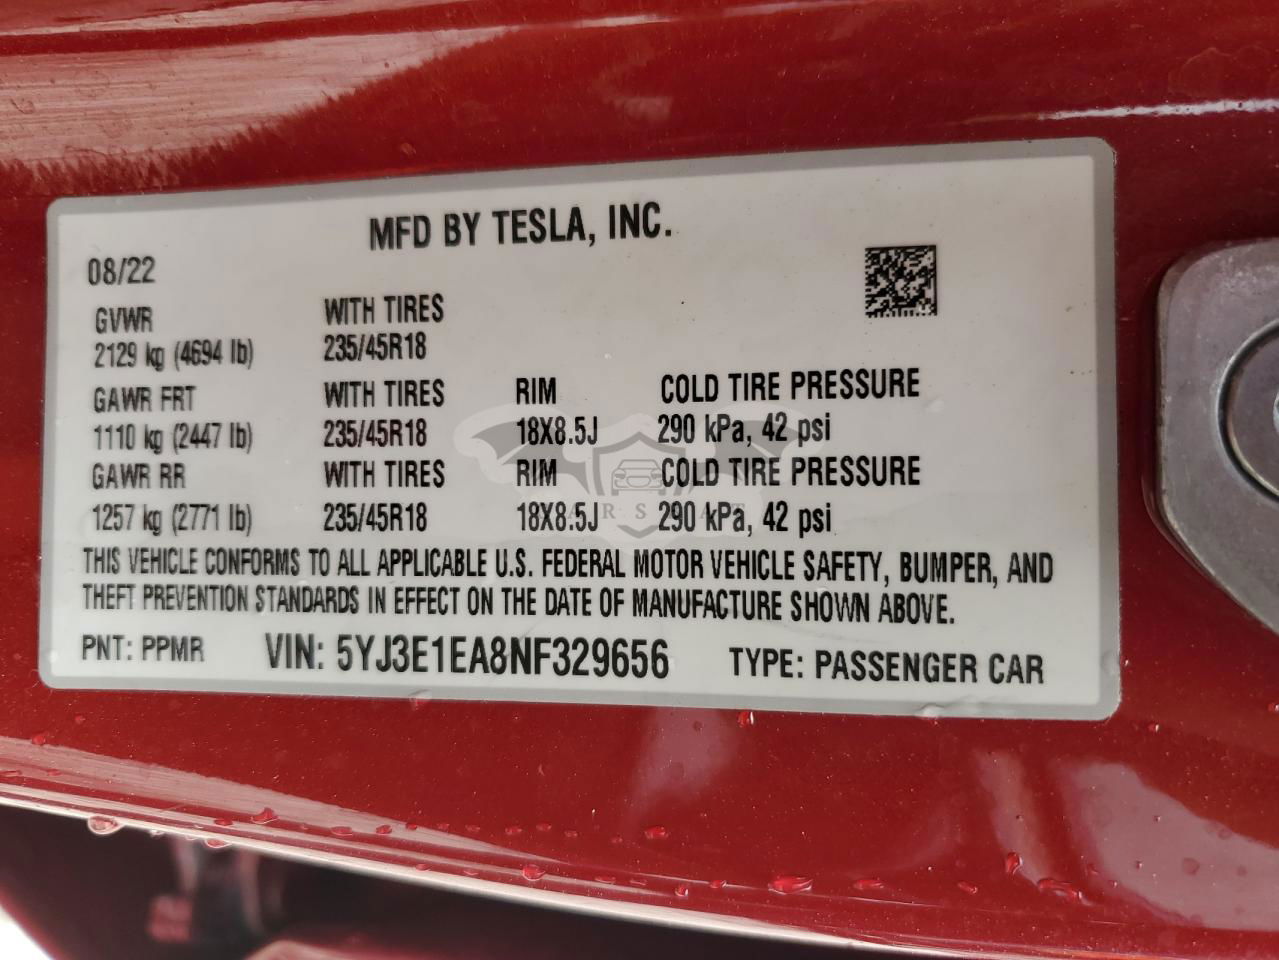 MFD BY TESLA, INC.
08/22
GVWR WITH TIRES
2129 kg (4694 lb) 235/45R18
GAWR FRT WITH TIRES RIM COLD TIRE PRESSURE
1110 kg (2447 lb) 235/45R18 18X8.5J 290 kPa, 42 psi
GAWR RR WITH TIRES RIM COLD TIRE PRESSURE
1257 kg (2771 lb) 235/45R18 18X8.5J 290 kPa, 42 psi
THIS VEHICLE CONFORMS TO ALL APPLICABLE U.S. FEDERAL MOTOR VEHICLE SAFETY, BUMPER, AND
THEFT PREVENTION STANDARDS IN EFFECT ON THE DATE OF MANUFACTURE SHOWN ABOVE.
PNT: PPMR VIN: 5YJ3E1EA8NF329656 TYPE: PASSENGER CAR